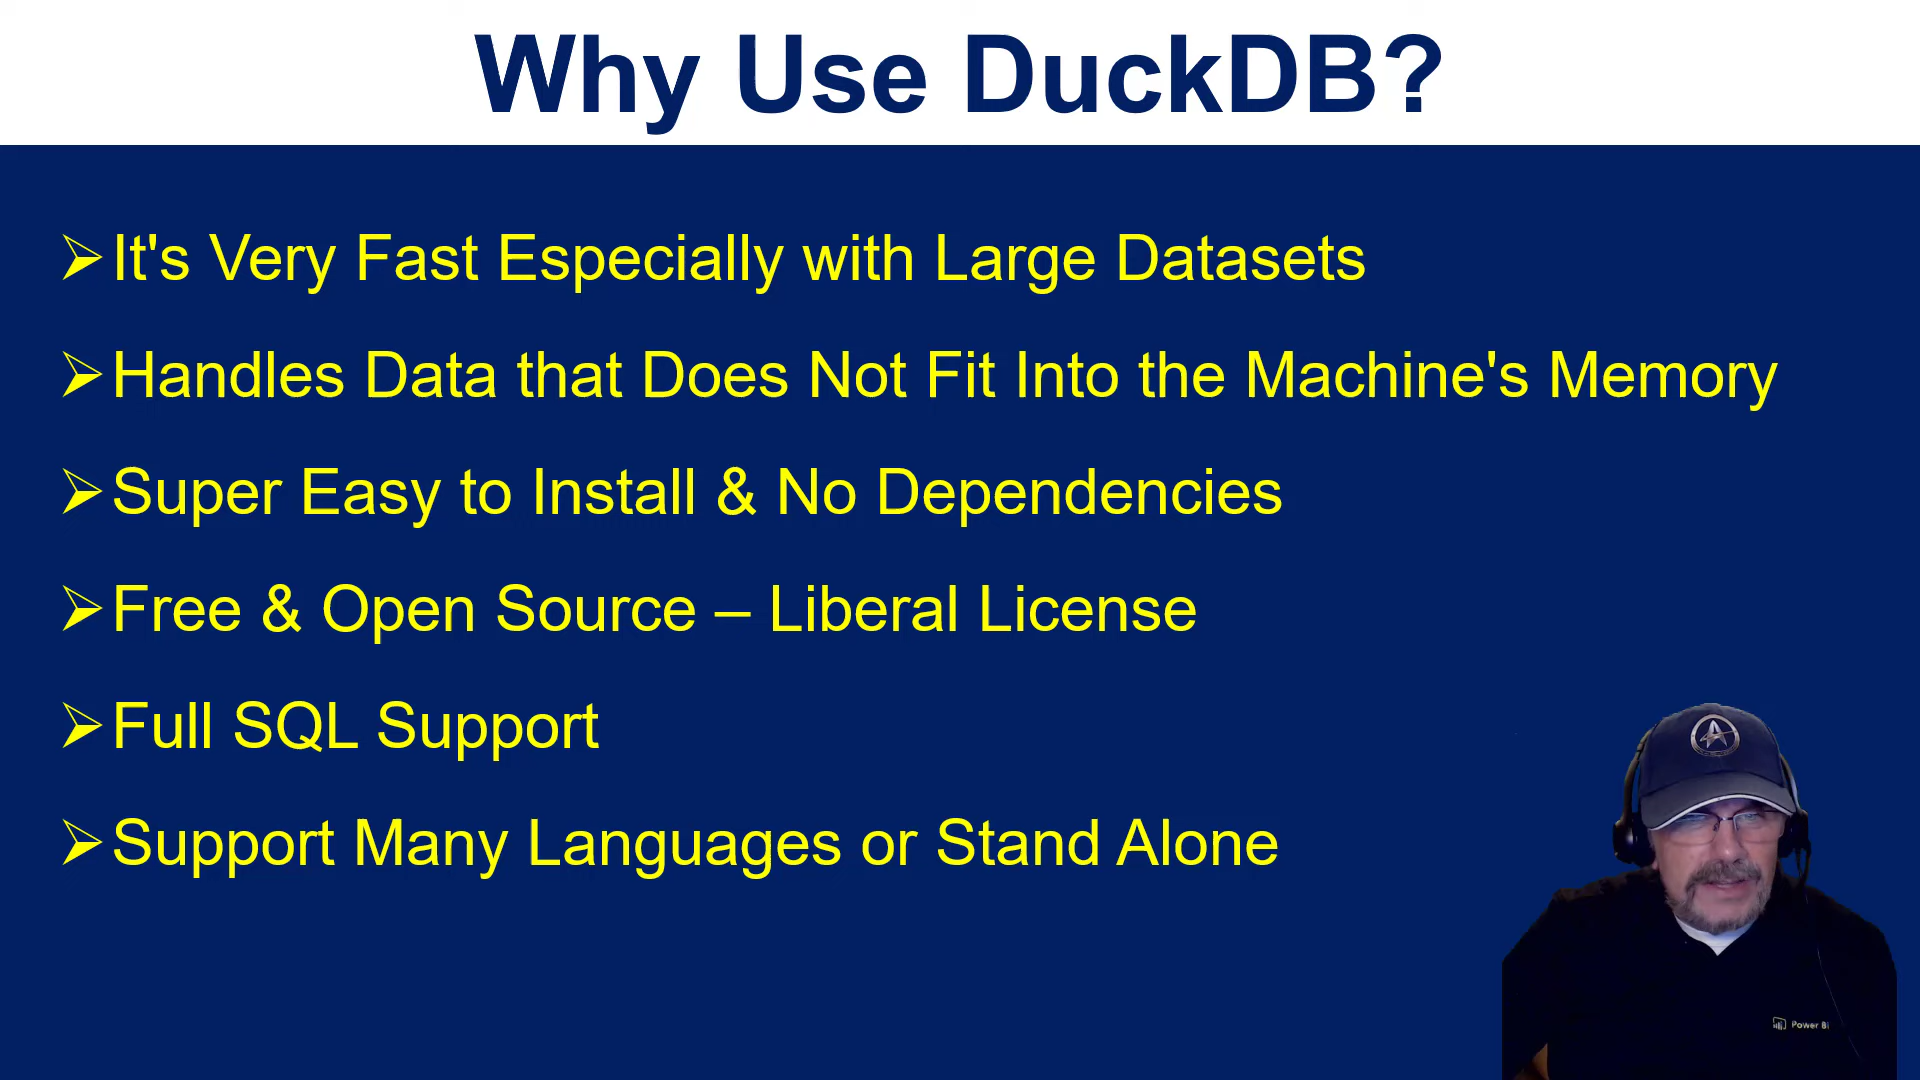 Why Use DuckDB?
It's Very Fast Especially with Large Datasets
Handles Data that Does Not Fit Into the Machine's Memory
Super Easy to Install & No Dependencies
Free & Open Source – Liberal License
Full SQL Support
Support Many Languages or Stand Alone
Power BI